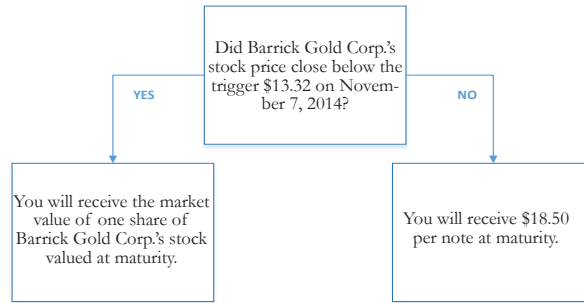 Did Barrick Gold Corp.'s
stock price close below the
trigger $13.32 on Novem-
ber 7, 2014?
YES
NO
You will receive the market
value of one share of
Barrick Gold Corp.'s stock
valued at maturity.
You will receive $18.50
per note at maturity.